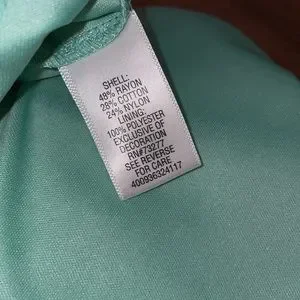 SHELL:
48% RAYON
28% COTTON
24% NYLON
LINING:
100% POLYESTER
EXCLUSIVE OF
DECORATION
RN#73277
SEE REVERSE
FOR CARE
400936324117